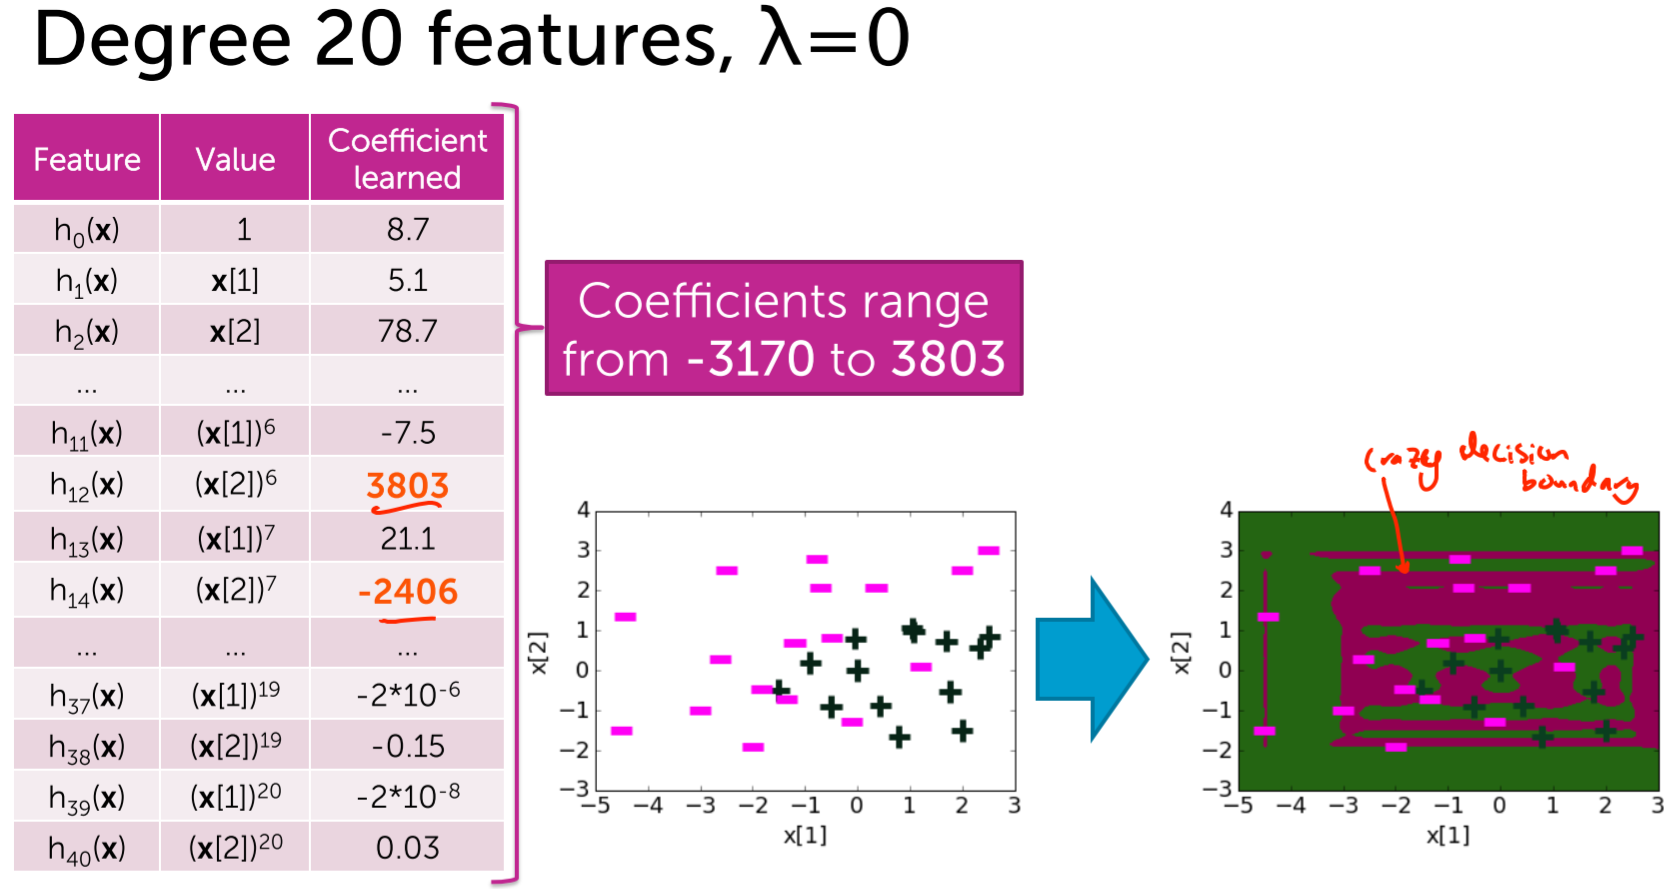 Degree 20 features, λ=0
Feature Value Coefficient learned
h0(x) 1 8.7
h1(x) x[1] 5.1
h2(x) x[2] 78.7
... ... ...
h11(x) (x[1])6 -7.5
h12(x) (x[2])6 3803
h13(x) (x[1])7 21.1
h14(x) (x[2])7 -2406
... ... ...
h37(x) (x[1])19 -2*10-6
h38(x) (x[2])19 -0.15
h39(x) (x[1])20 -2*10-8
h40(x) (x[2])20 0.03
Coefficients range
from -3170 to 3803
4
3
2
1
0
−1
−2
−3
x[2]
−5 −4 −3 −2 −1 0 1 2 3
x[1]
crazy decision
boundary
4
3
2
1
0
−1
−2
−3
x[2]
−5 −4 −3 −2 −1 0 1 2 3
x[1]